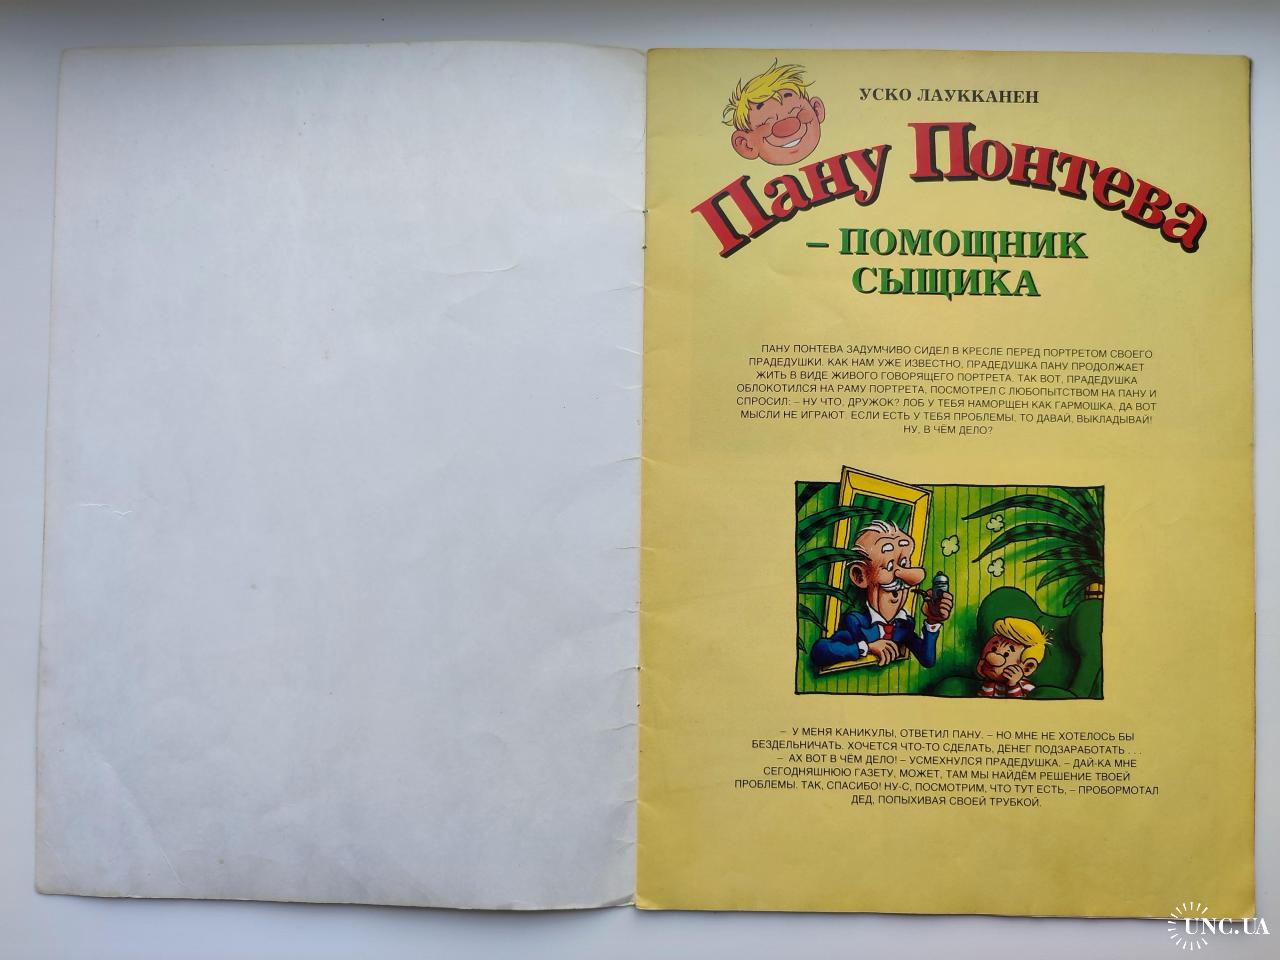 УСКО ЛАУККАНЕН
Пану Понтева
– ПОМОЩНИК
СЫЩИКА
ПАНУ ПОНТЕВА ЗАДУМЧИВО СИДЕЛ В КРЕСЛЕ ПЕРЕД ПОРТРЕТОМ СВОЕГО
ПРАДЕДУШКИ. КАК НАМ УЖЕ ИЗВЕСТНО, ПРАДЕДУШКА ПАНУ ПРОДОЛЖАЕТ
ЖИТЬ В ВИДЕ ЖИВОГО ГОВОРЯЩЕГО ПОРТРЕТА. ТАК ВОТ, ПРАДЕДУШКА
ОБЛОКОТИЛСЯ НА РАМУ ПОРТРЕТА, ПОСМОТРЕЛ С ЛЮБОПЫТСТВОМ НА ПАНУ И
СПРОСИЛ: – НУ ЧТО, ДРУЖОК? ЛОБ У ТЕБЯ НАМОРЩЕН КАК ГАРМОШКА, ДА ВОТ
МЫСЛИ НЕ ИГРАЮТ. ЕСЛИ ЕСТЬ У ТЕБЯ ПРОБЛЕМЫ, ТО ДАВАЙ, ВЫКЛАДЫВАЙ!
НУ, В ЧЁМ ДЕЛО?
– У МЕНЯ КАНИКУЛЫ, ОТВЕТИЛ ПАНУ. – НО МНЕ НЕ ХОТЕЛОСЬ БЫ
БЕЗДЕЛЬНИЧАТЬ. ХОЧЕТСЯ ЧТО-ТО СДЕЛАТЬ, ДЕНЕГ ПОДЗАРАБОТАТЬ . . .
– АХ ВОТ В ЧЁМ ДЕЛО! – УСМЕХНУЛСЯ ПРАДЕДУШКА. – ДАЙ-КА МНЕ
СЕГОДНЯШНЮЮ ГАЗЕТУ, МОЖЕТ, ТАМ МЫ НАЙДЁМ РЕШЕНИЕ ТВОЕЙ
ПРОБЛЕМЫ. ТАК, СПАСИБО! НУ-С, ПОСМОТРИМ, ЧТО ТУТ ЕСТЬ, – ПРОБОРМОТАЛ
ДЕД, ПОПЫХИВАЯ СВОЕЙ ТРУБКОЙ.
UNC.UA